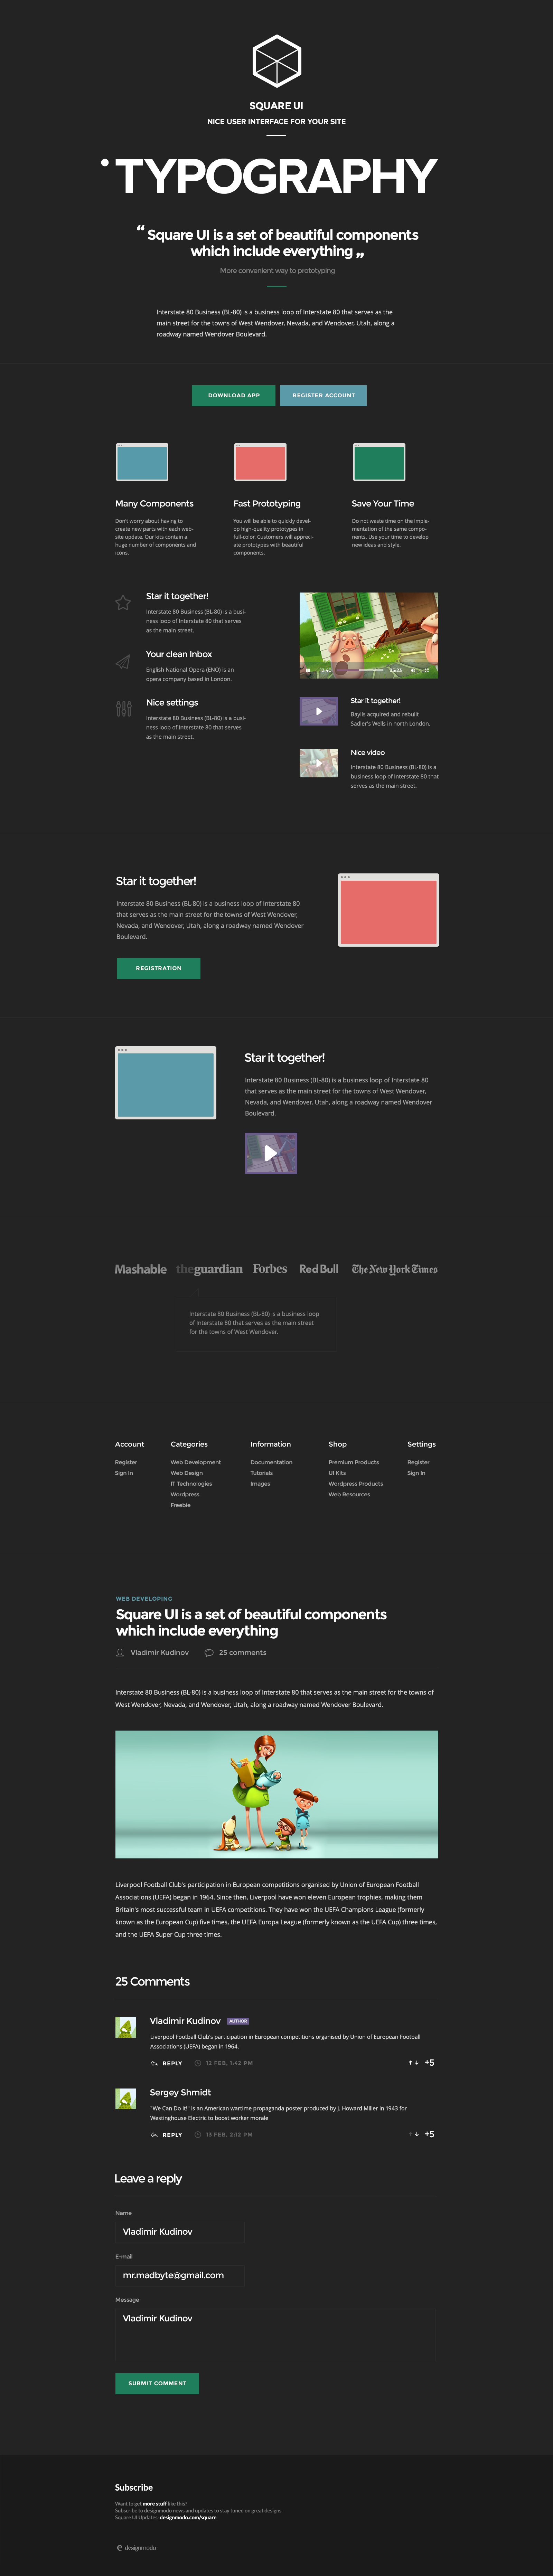 SQUARE UI
NICE USER INTERFACE FOR YOUR SITE
TYPOGRAPHY
“ Square UI is a set of beautiful components
which include everything „
More convenient way to prototyping
Interstate 80 Business (BL-80) is a business loop of Interstate 80 that serves as the
main street for the towns of West Wendover, Nevada, and Wendover, Utah, along a
roadway named Wendover Boulevard.
DOWNLOAD APP
REGISTER ACCOUNT
Many Components
Don't worry about having to
create new parts with each web-
site. Our kits contain a
huge number of components and
icons.
Fast Prototyping
You will be able to quickly devel-
op high-quality prototypes in
full-color. Customers will appreci-
ate prototypes with beautiful
components.
Save Your Time
Do not waste time on the imple-
mentation of the same compo-
nents. Use your time to develop
new ideas and style.
Star it together!
Interstate 80 Business (BL-80) is a busi-
ness loop of Interstate 80 that serves
as the main street.
Your clean Inbox
English National Opera (ENO) is an
opera company based in London.
Nice settings
Interstate 80 Business (BL-80) is a busi-
ness loop of Interstate 80 that serves
as the main street.
12:40
15:23
Star it together!
Baylis acquired and rebuilt
Sadler's Wells in north London.
Nice video
Interstate 80 Business (BL-80) is a
business loop of Interstate 80 that
serves as the main street.
Star it together!
Interstate 80 Business (BL-80) is a business loop of Interstate 80
that serves as the main street for the towns of West Wendover,
Nevada, and Wendover, Utah, along a roadway named Wendover
Boulevard.
REGISTRATION
Star it together!
Interstate 80 Business (BL-80) is a business loop of Interstate 80
that serves as the main street for the towns of West Wendover,
Nevada, and Wendover, Utah, along a roadway named Wendover
Boulevard.
Mashable
theguardian
Forbes
Red Bull
The New York Times
Interstate 80 Business (BL-80) is a business loop
of Interstate 80 that serves as the main street
for the towns of West Wendover.
Account
Register
Sign In
Categories
Web Development
Web Design
IT Technologies
Wordpress
Freebie
Information
Documentation
Tutorials
Images
Shop
Premium Products
UI Kits
Wordpress Products
Web Resources
Settings
Register
Sign In
WEB DEVELOPING
Square UI is a set of beautiful components
which include everything
Vladimir Kudinov
25 comments
Interstate 80 Business (BL-80) is a business loop of Interstate 80 that serves as the main street for the towns of
West Wendover, Nevada, and Wendover, Utah, along a roadway named Wendover Boulevard.
Liverpool Football Club's participation in European competitions organised by Union of European Football
Associations (UEFA) began in 1964. Since then, Liverpool have won eleven European trophies, making them
Britain's most successful team in UEFA competitions. They have won the UEFA Champions League (formerly
known as the European Cup) five times, the UEFA Europa League (formerly known as the UEFA Cup) three times,
and the UEFA Super Cup three times.
25 Comments
Vladimir Kudinov AUTHOR
Liverpool Football Club's participation in European competitions organised by Union of European Football
Associations (UEFA) began in 1964.
REPLY 12 FEB, 1:42 PM +5
Sergey Shmidt
"We Can Do It!" is an American wartime propaganda poster produced by J. Howard Miller in 1943 for
Westinghouse Electric to boost worker morale
REPLY 13 FEB, 2:12 PM +5
Leave a reply
Name
Vladimir Kudinov
E-mail
mr.madbyte@gmail.com
Message
Vladimir Kudinov
SUBMIT COMMENT
Subscribe
Want to get more stuff like this?
Subscribe to designmodo news and updates to stay tuned on great designs.
Square UI Updates: designmodo.com/square
designmodo